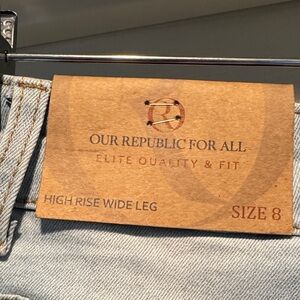 R
OUR REPUBLIC FOR ALL
ELITE QUALITY & FIT
HIGH RISE WIDE LEG
SIZE 8